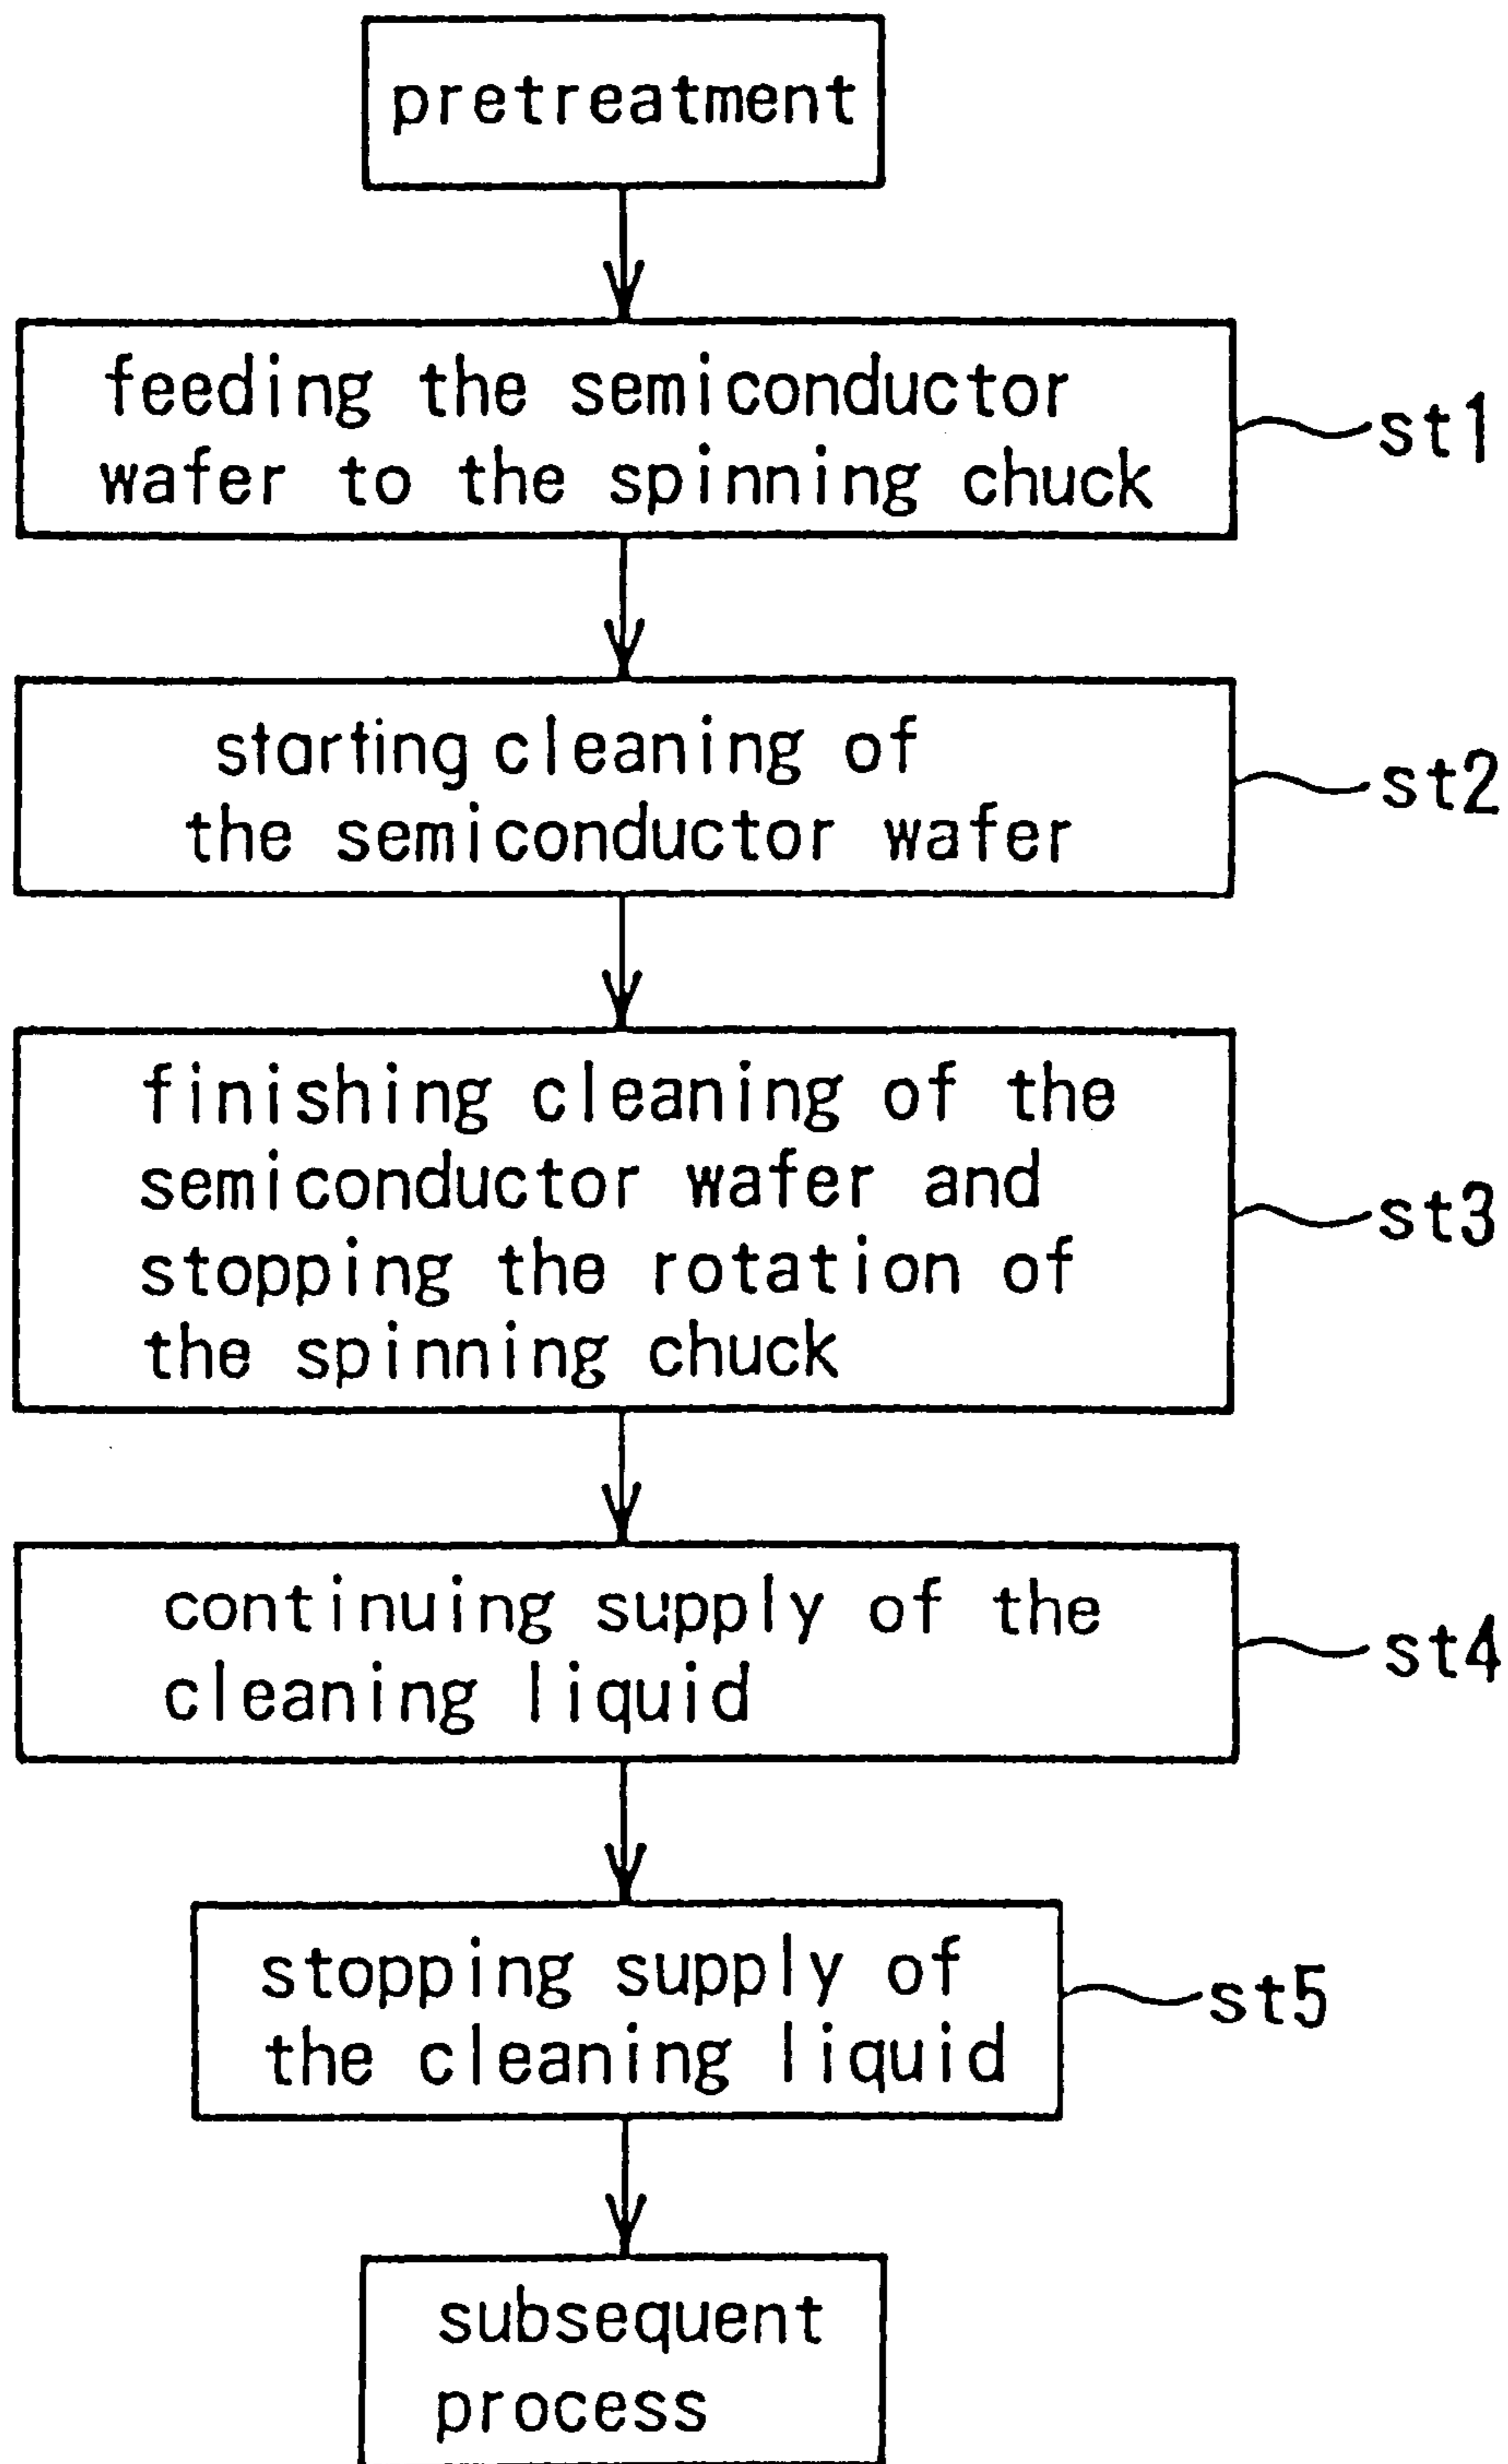 pretreatment
feeding the semiconductor
wafer to the spinning chuck
st1
starting cleaning of
the semiconductor wafer
st2
finishing cleaning of the
semiconductor wafer and
stopping the rotation of
the spinning chuck
st3
continuing supply of the
cleaning liquid
st4
stopping supply of
the cleaning liquid
st5
subsequent
process